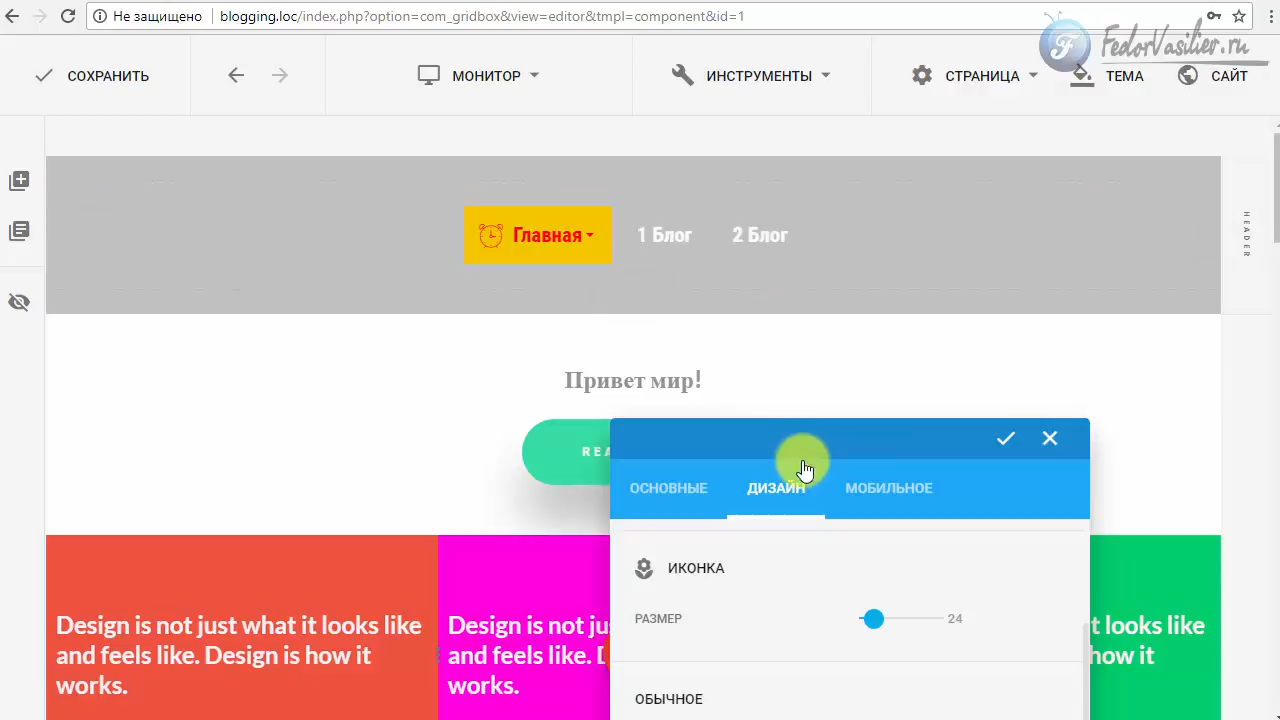 Не защищено blogging.loc/index.php?option=com_gridbox&view=editor&tmpl=component&id=1
FedorVasilier.ru
СОХРАНИТЬ МОНИТОР ИНСТРУМЕНТЫ СТРАНИЦА ТЕМА САЙТ
Главная 1 Блог 2 Блог
HEADER
Привет мир!
REA
ОСНОВНЫЕ ДИЗАЙН МОБИЛЬНОЕ
ИКОНКА
РАЗМЕР 24
ОБЫЧНОЕ
Design is not just what it looks like
and feels like. Design is how it
works.
Design is not ju
and feels like. D
works.
t looks like
how it